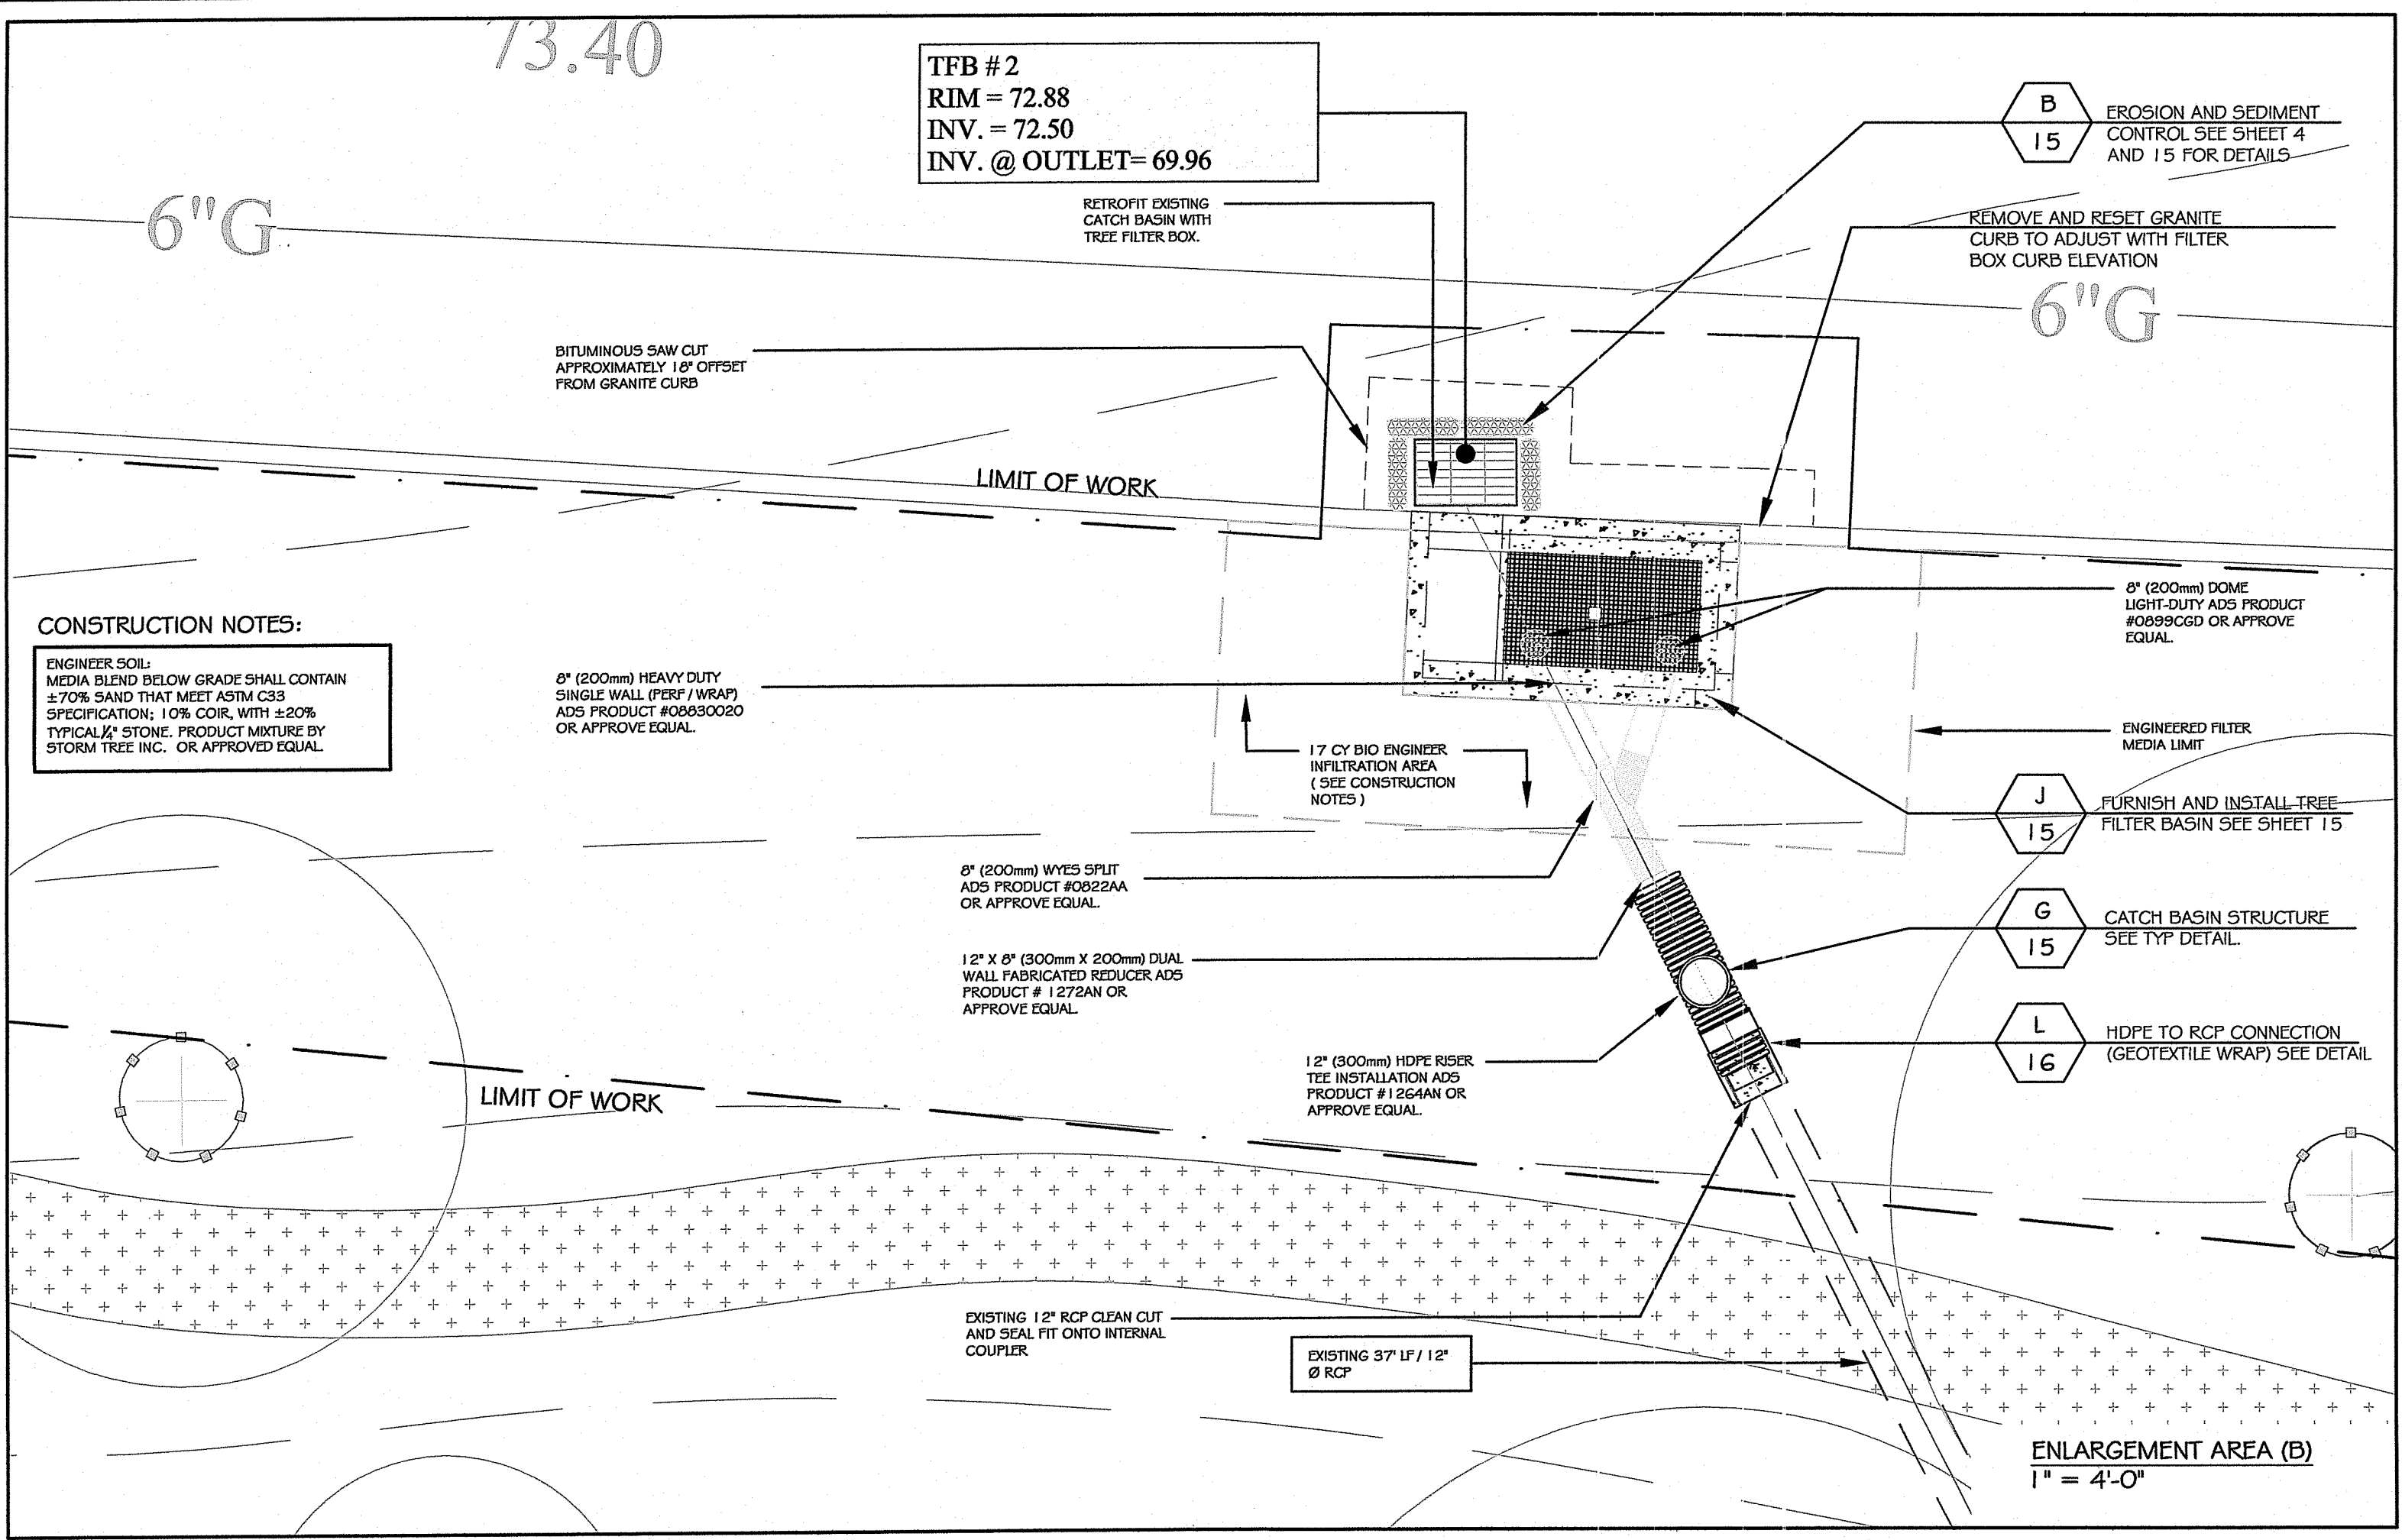 73.40
TFB # 2
RIM = 72.88
INV. = 72.50
INV. @ OUTLET= 69.96
B
15
EROSION AND SEDIMENT
CONTROL SEE SHEET 4
AND 15 FOR DETAILS
6"G
RETROFIT EXISTING
CATCH BASIN WITH
TREE FILTER BOX.
REMOVE AND RESET GRANITE
CURB TO ADJUST WITH FILTER
BOX CURB ELEVATION
6"G
BITUMINOUS SAW CUT
APPROXIMATELY 18" OFFSET
FROM GRANITE CURB
LIMIT OF WORK
8" (200mm) DOME
LIGHT-DUTY ADS PRODUCT
#0899CGD OR APPROVE
EQUAL.
CONSTRUCTION NOTES:
ENGINEER SOIL:
MEDIA BLEND BELOW GRADE SHALL CONTAIN
±70% SAND THAT MEET ASTM C33
SPECIFICATION; 10% COIR, WITH ±20%
TYPICAL ¼" STONE. PRODUCT MIXTURE BY
STORM TREE INC. OR APPROVED EQUAL.
8" (200mm) HEAVY DUTY
SINGLE WALL (PERF / WRAP)
ADS PRODUCT #08830020
OR APPROVE EQUAL.
ENGINEERED FILTER
MEDIA LIMIT
17 CY BIO ENGINEER
INFILTRATION AREA
( SEE CONSTRUCTION
NOTES )
J
15
FURNISH AND INSTALL TREE
FILTER BASIN SEE SHEET 15
8" (200mm) WYES SPLIT
ADS PRODUCT #0822AA
OR APPROVE EQUAL.
G
15
CATCH BASIN STRUCTURE
SEE TYP DETAIL.
12" X 8" (300mm X 200mm) DUAL
WALL FABRICATED REDUCER ADS
PRODUCT # 1272AN OR
APPROVE EQUAL
L
16
HDPE TO RCP CONNECTION
(GEOTEXTILE WRAP) SEE DETAIL
12" (300mm) HDPE RISER
TEE INSTALLATION ADS
PRODUCT #1264AN OR
APPROVE EQUAL.
LIMIT OF WORK
EXISTING 12" RCP CLEAN CUT
AND SEAL FIT ONTO INTERNAL
COUPLER
EXISTING 37' LF / 12"
Ø RCP
ENLARGEMENT AREA (B)
1" = 4'-0"